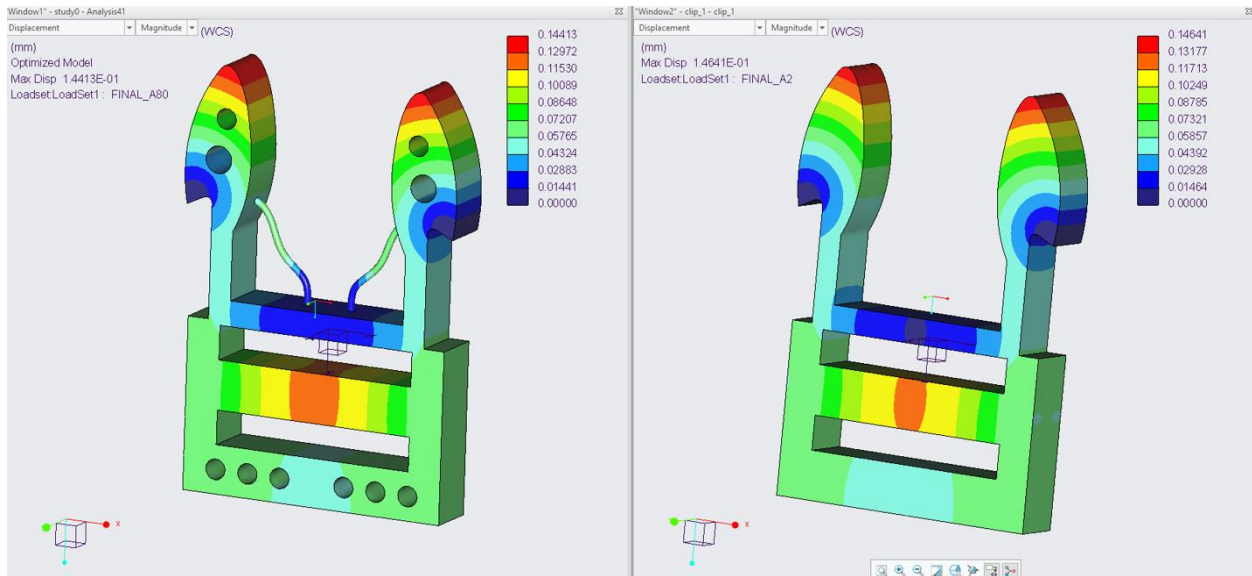 Window1" - study0 - Analysis41
Displacement Magnitude (WCS)
(mm)
Optimized Model
Max Disp 1.4413E-01
Loadset:LoadSet1 : FINAL_A80
0.14413
0.12972
0.11530
0.10089
0.08648
0.07207
0.05765
0.04324
0.02883
0.01441
0.00000
X
"Window2" - clip_1 - clip_1
Displacement Magnitude (WCS)
(mm)
Max Disp 1.4641E-01
Loadset:LoadSet1 : FINAL_A2
0.14641
0.13177
0.11713
0.10249
0.08785
0.07321
0.05857
0.04392
0.02928
0.01464
0.00000
X